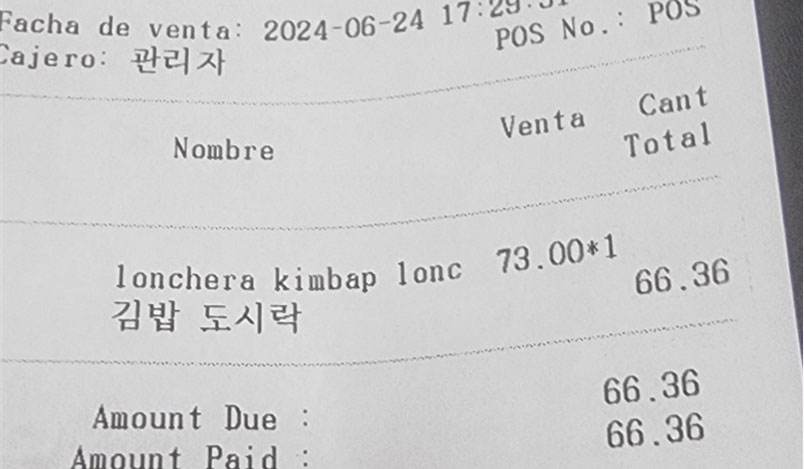 Facha de venta: 2024-06-24 17:29:51
POS No.: POS
Cajero: 관리자
Nombre Venta Cant
Total
lonchera kimbap lonc 73.00*1
66.36
김밥 도시락
66.36
Amount Due :
66.36
Amount Paid :